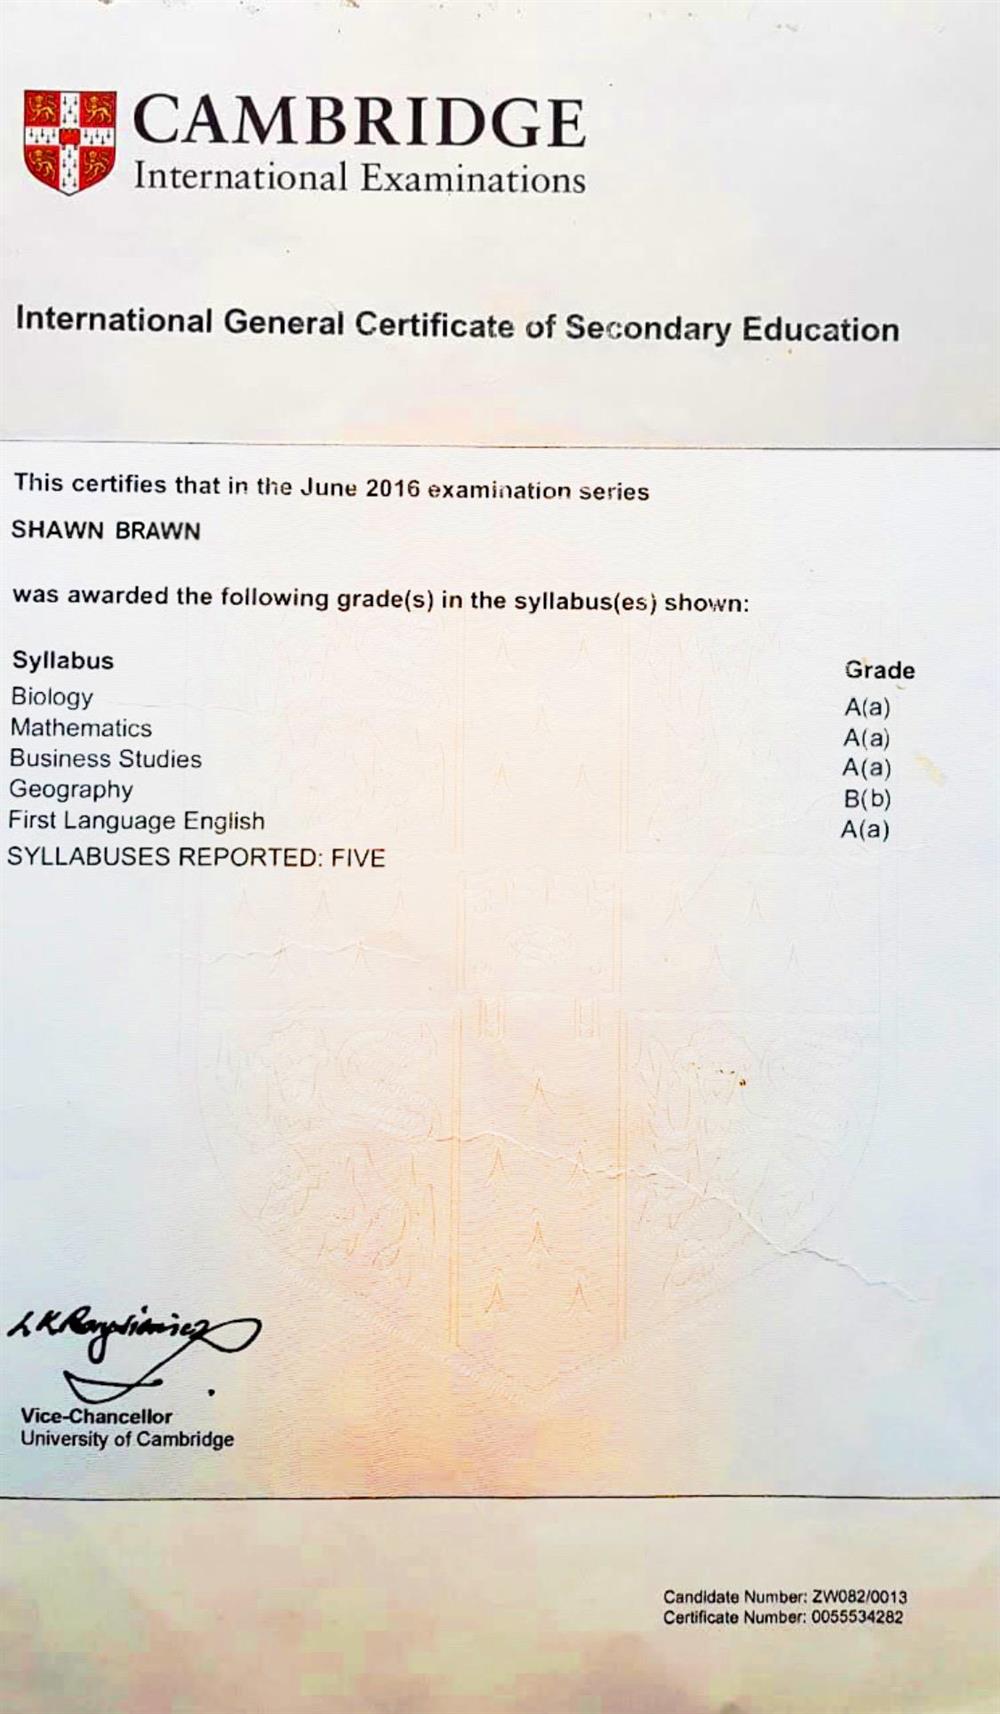 CAMBRIDGE
International Examinations
International General Certificate of Secondary Education
This certifies that in the June 2016 examination series
SHAWN BRAWN
was awarded the following grade(s) in the syllabus(es) shown:
Syllabus Grade
Biology A(a)
Mathematics A(a)
Business Studies A(a)
Geography B(b)
First Language English A(a)
SYLLABUSES REPORTED: FIVE
Vice-Chancellor
University of Cambridge
Candidate Number: ZW082/0013
Certificate Number: 0055534282